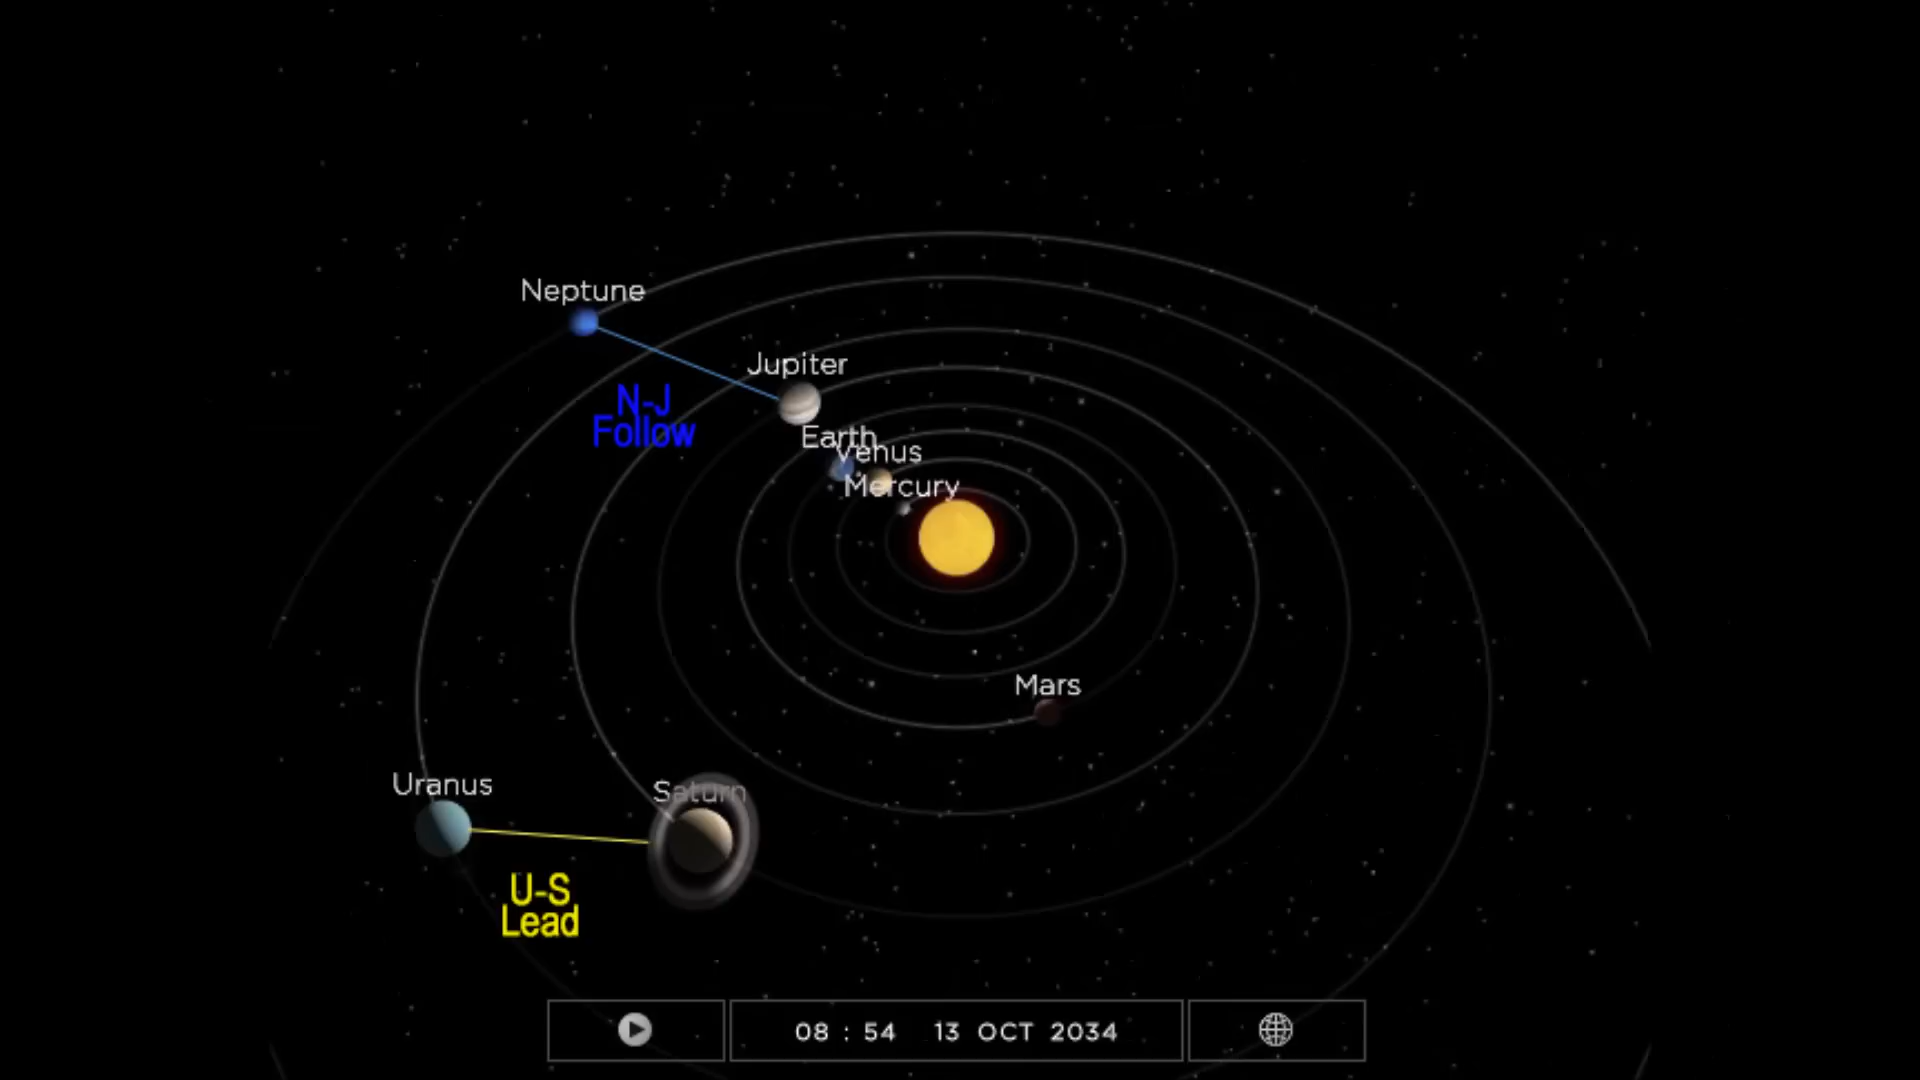 Neptune
Jupiter
N-J
Follow
Earth
Venus
Mercury
Mars
Uranus
Saturn
U-S
Lead
08 : 54 13 OCT 2034